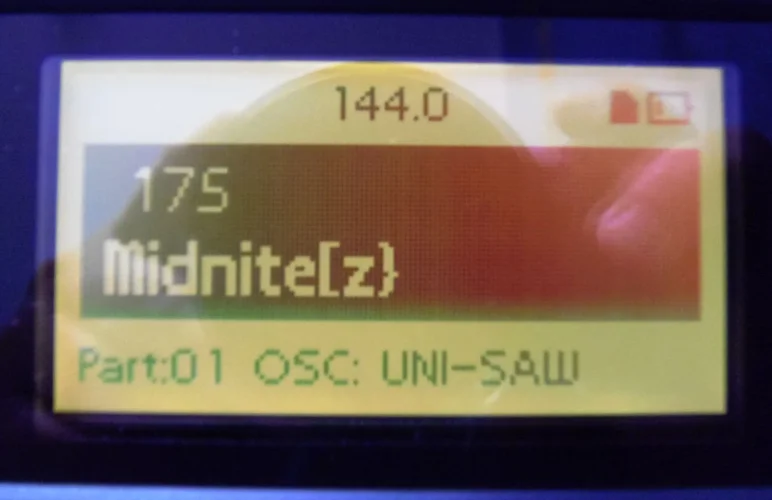 144.0
175
Midnite[z}
Part:01 OSC: UNI-SAW